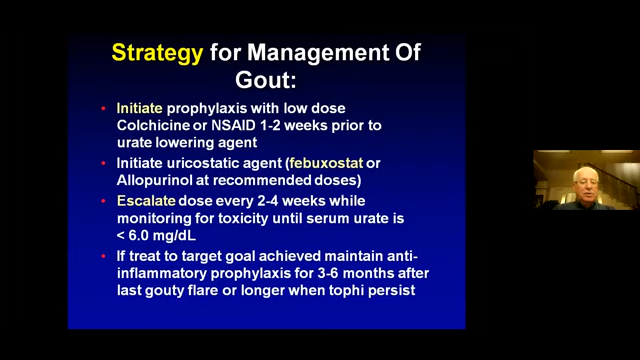 Strategy for Management Of
Gout:
• Initiate prophylaxis with low dose
Colchicine or NSAID 1-2 weeks prior to
urate lowering agent
• Initiate uricostatic agent (febuxostat or
Allopurinol at recommended doses)
• Escalate dose every 2-4 weeks while
monitoring for toxicity until serum urate is
< 6.0 mg/dL
• If treat to target goal achieved maintain anti-
inflammatory prophylaxis for 3-6 months after
last gouty flare or longer when tophi persist